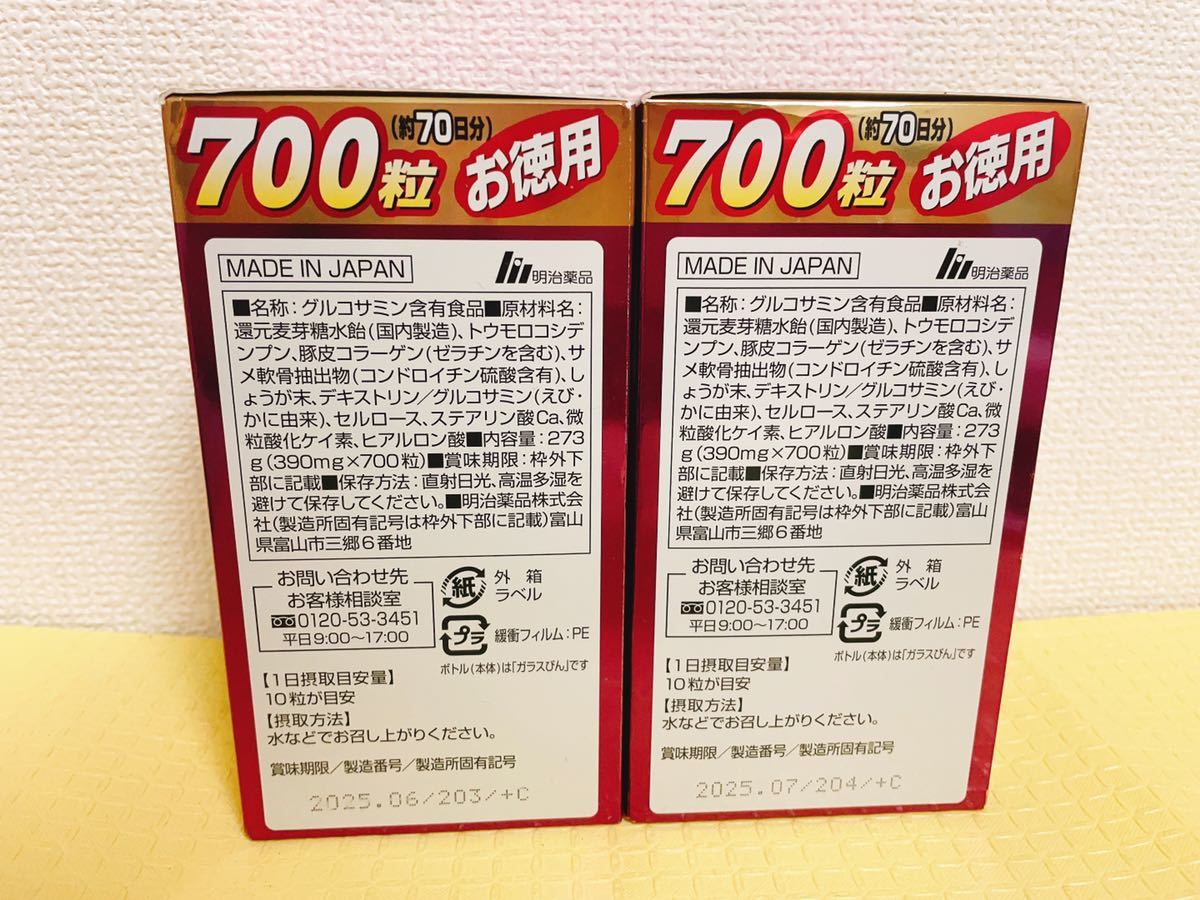 700粒
(約70日分)
お徳用
MADE IN JAPAN
明治薬品
■名称:グルコサミン含有食品■原材料名:
還元麦芽糖水飴(国内製造)、トウモロコシデ
ンプン、豚皮コラーゲン(ゼラチンを含む)、サ
メ軟骨抽出物(コンドロイチン硫酸含有)、し
ょうが末、デキストリン/グルコサミン(えび・
かに由来)、セルロース、ステアリン酸Ca、微
粒酸化ケイ素、ヒアルロン酸■内容量:273
g(390mg×700粒)■賞味期限:枠外下
部に記載■保存方法:直射日光、高温多湿を
避けて保存してください。■明治薬品株式会
社(製造所固有記号は枠外下部に記載)富山
県富山市三郷6番地
お問い合わせ先
お客様相談室
0120-53-3451
平日9:00〜17:00
紙
外箱
ラベル
プラ
緩衝フィルム:PE
ボトル(本体)は「ガラスびん」です
【1日摂取目安量】
10粒が目安
【摂取方法】
水などでお召し上がりください。
賞味期限/製造番号/製造所固有記号
2025.06/203/+C
700粒
(約70日分)
お徳用
MADE IN JAPAN
明治薬品
■名称:グルコサミン含有食品■原材料名:
還元麦芽糖水飴(国内製造)、トウモロコシデ
ンプン、豚皮コラーゲン(ゼラチンを含む)、サ
メ軟骨抽出物(コンドロイチン硫酸含有)、し
ょうが末、デキストリン/グルコサミン(えび・
かに由来)、セルロース、ステアリン酸Ca、微
粒酸化ケイ素、ヒアルロン酸■内容量:273
g(390mg×700粒)■賞味期限:枠外下
部に記載■保存方法:直射日光、高温多湿を
避けて保存してください。■明治薬品株式会
社(製造所固有記号は枠外下部に記載)富山
県富山市三郷6番地
お問い合わせ先
お客様相談室
0120-53-3451
平日9:00〜17:00
紙
外箱
ラベル
プラ
緩衝フィルム:PE
ボトル(本体)は「ガラスびん」です
【1日摂取目安量】
10粒が目安
【摂取方法】
水などでお召し上がりください。
賞味期限/製造番号/製造所固有記号
2025.07/204/+C